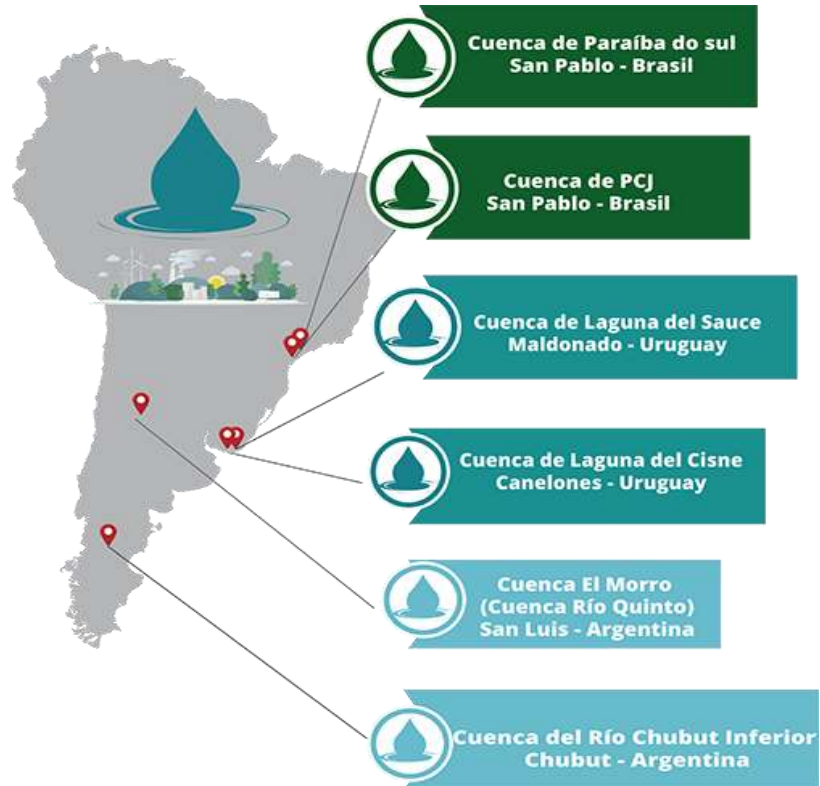 Cuenca de Paraíba do sul
San Pablo - Brasil
Cuenca de PCJ
San Pablo - Brasil
Cuenca de Laguna del Sauce
Maldonado - Uruguay
Cuenca de Laguna del Cisne
Canelones - Uruguay
Cuenca El Morro
(Cuenca Río Quinto)
San Luis - Argentina
Cuenca del Río Chubut Inferior
Chubut - Argentina